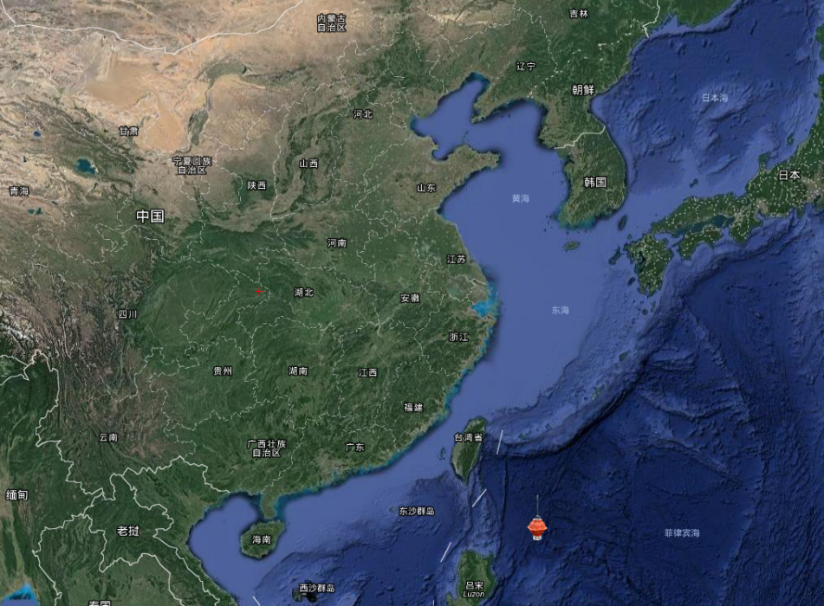 内蒙古
自治区
吉林
辽宁
朝鲜
日本海
河北
甘肃
宁夏回族
自治区
山西
陕西
山东
韩国
日本
青海
中国
黄海
河南
江苏
湖北
安徽
东海
四川
浙江
贵州
湖南
江西
福建
云南
广西壮族
自治区
广东
台湾省
缅甸
老挝
东沙群岛
海南
菲律宾海
西沙群岛
吕宋
Luzon
泰国